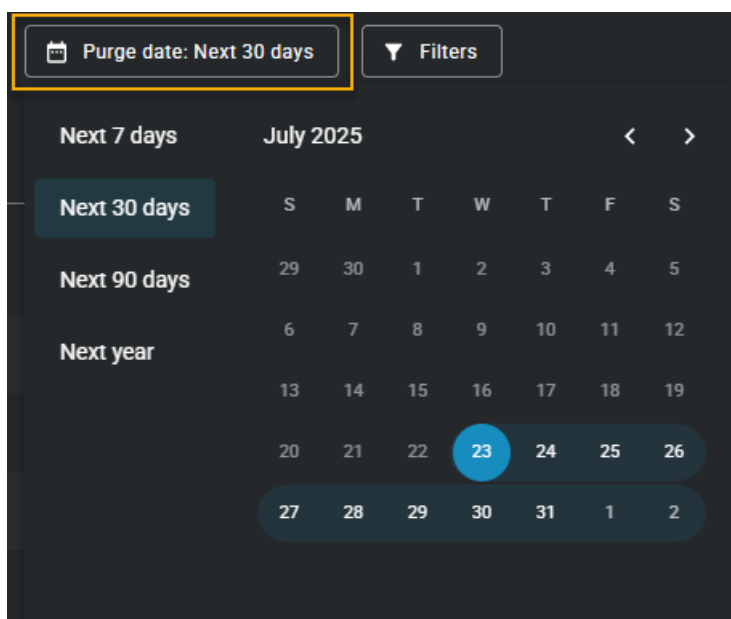 Purge date: Next 30 days Filters
Next 7 days July 2025
Next 30 days S M T W T F S
Next 90 days 29 30 1 2 3 4 5
6 7 8 9 10 11 12
Next year
13 14 15 16 17 18 19
20 21 22 23 24 25 26
27 28 29 30 31 1 2